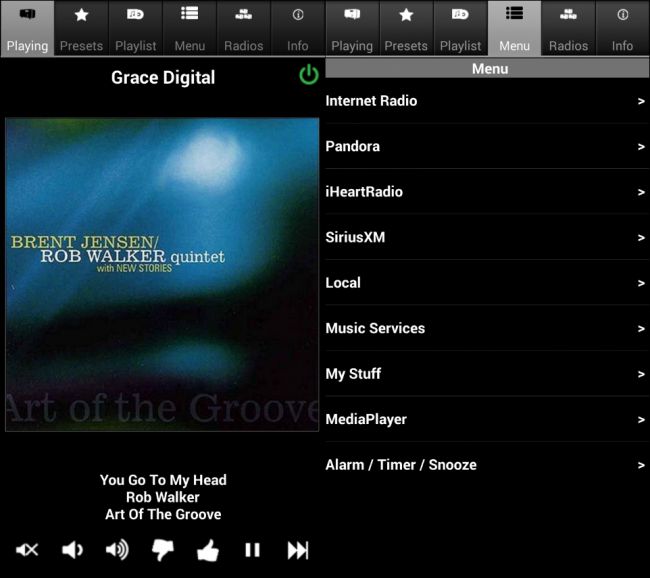 Playing Presets Playlist Menu Radios Info
Grace Digital
BRENT JENSEN/
ROB WALKER quintet
with NEW STORIES
Art of the Groove
You Go To My Head
Rob Walker
Art Of The Groove
Playing Presets Playlist Menu Radios Info
Menu
Internet Radio >
Pandora >
iHeartRadio >
SiriusXM >
Local >
Music Services >
My Stuff >
MediaPlayer >
Alarm / Timer / Snooze >